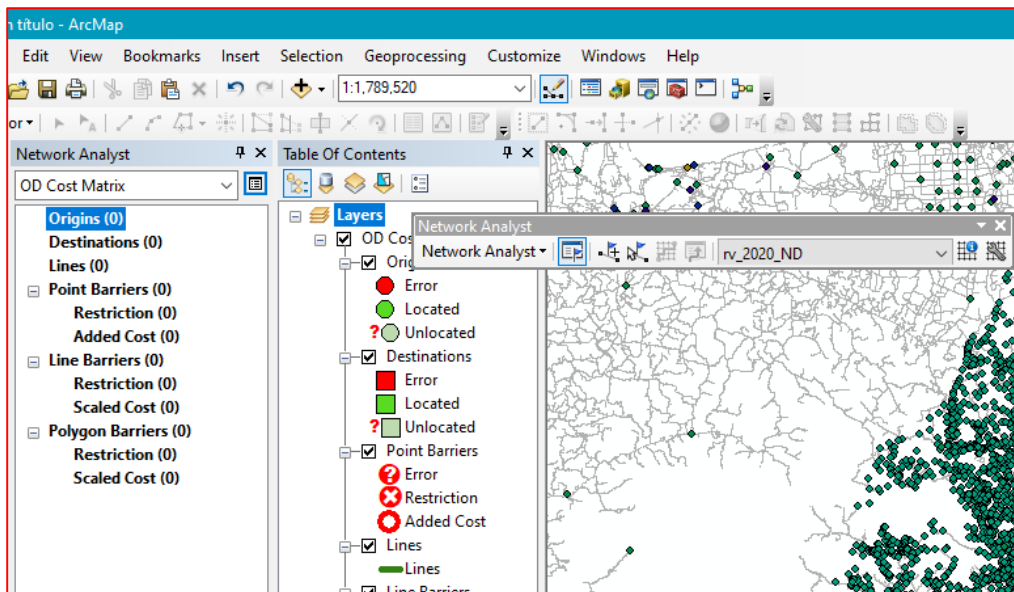 n título - ArcMap
Edit View Bookmarks Insert Selection Geoprocessing Customize Windows Help
1:1,789,520
or
Network Analyst
OD Cost Matrix
Origins (0)
Destinations (0)
Lines (0)
Point Barriers (0)
Restriction (0)
Added Cost (0)
Line Barriers (0)
Restriction (0)
Scaled Cost (0)
Polygon Barriers (0)
Restriction (0)
Scaled Cost (0)
Table Of Contents
Layers
OD Cos
Orig
Error
Located
? Unlocated
Destinations
Error
Located
? Unlocated
Point Barriers
? Error
Restriction
Added Cost
Lines
Lines
Line Barriers
Network Analyst
Network Analyst
rv_2020_ND